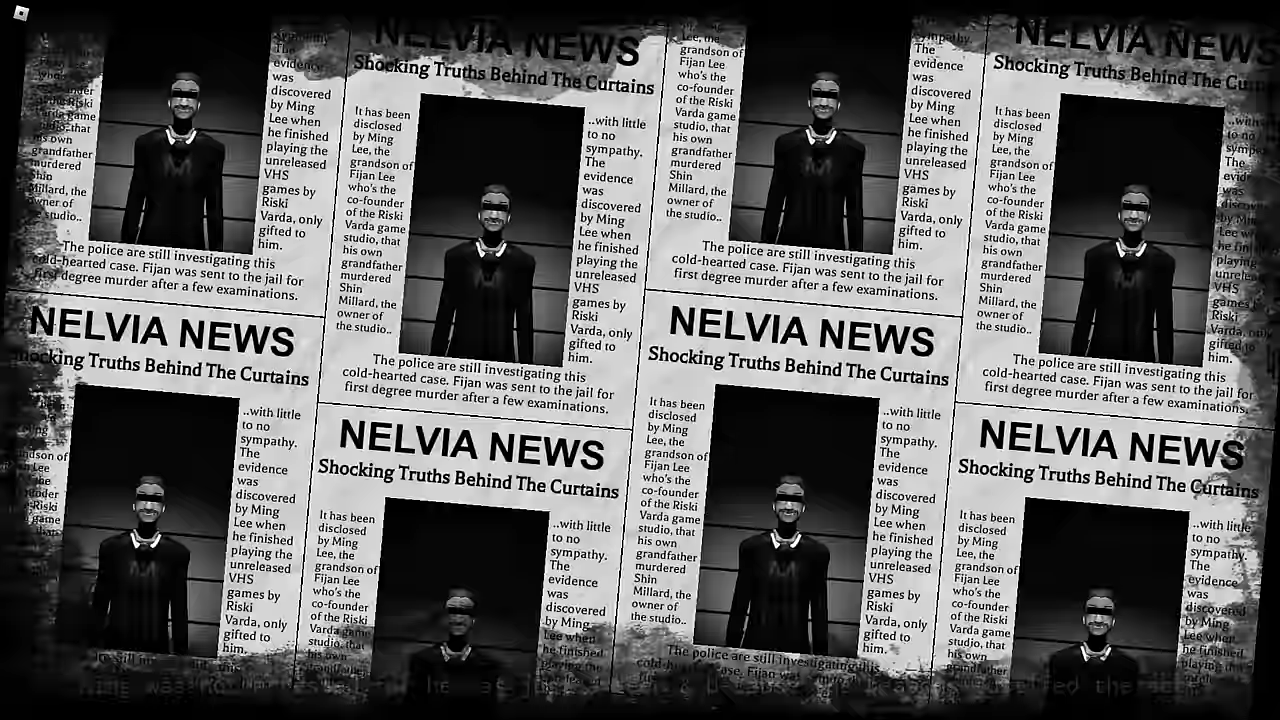 NELVIA NEWS
Shocking Truths Behind The Curtains
It has been
disclosed
by Ming
Lee, the
grandson of
Fijan Lee
who's the
co-founder
of the Riski
Varda game
studio, that
his own
grandfather
murdered
Shin
Millard, the
owner of
the studio..
..with little
to no
sympathy.
The
evidence
was
discovered
by Ming
Lee when
he finished
playing the
unreleased
VHS
games by
Riski
Varda, only
gifted to
him.
The police are still investigating this
cold-hearted case. Fijan was sent to the jail for
first degree murder after a few examinations.